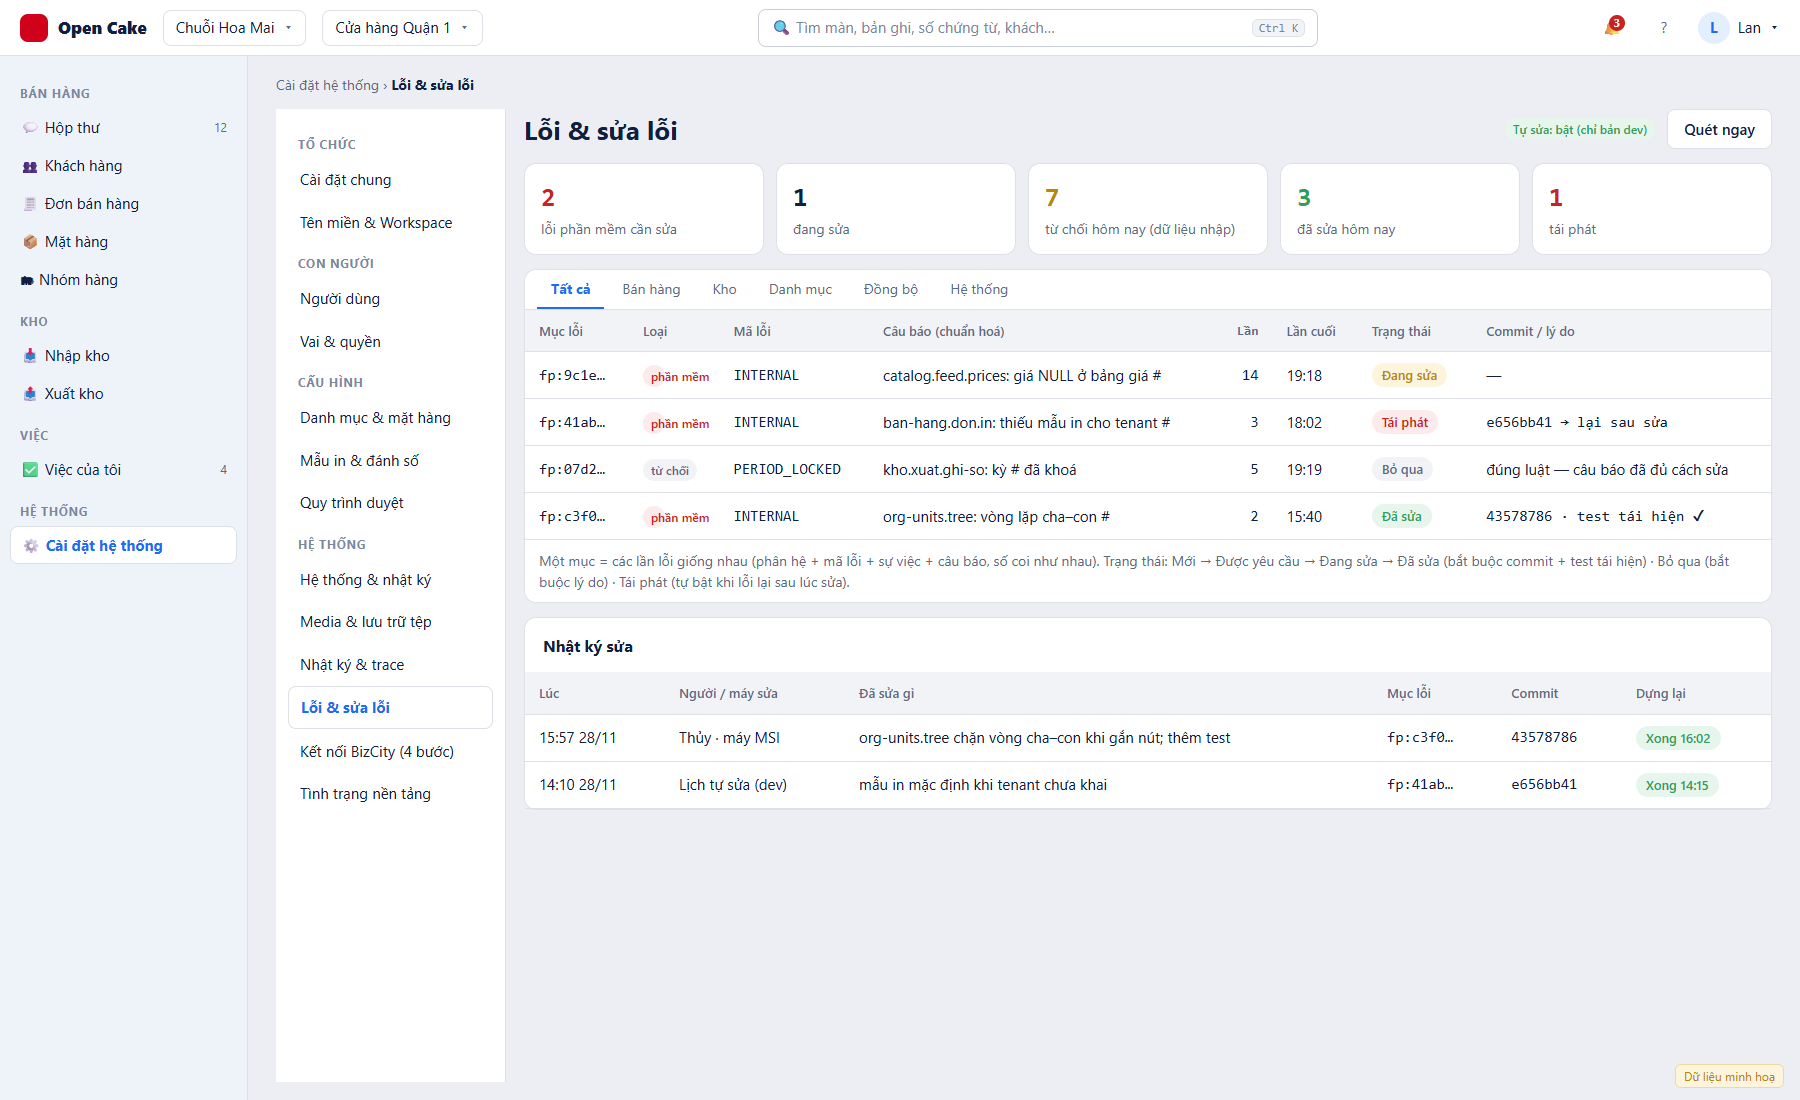 Open Cake
Chuỗi Hoa Mai
Cửa hàng Quận 1
Tìm màn, bản ghi, số chứng từ, khách...
Ctrl K
3
?
L
Lan
BÁN HÀNG
Hộp thư 12
Khách hàng
Đơn bán hàng
Mặt hàng
Nhóm hàng
KHO
Nhập kho
Xuất kho
VIỆC
Việc của tôi 4
HỆ THỐNG
Cài đặt hệ thống
Cài đặt hệ thống › Lỗi & sửa lỗi
TỔ CHỨC
Cài đặt chung
Tên miền & Workspace
CON NGƯỜI
Người dùng
Vai & quyền
CẤU HÌNH
Danh mục & mặt hàng
Mẫu in & đánh số
Quy trình duyệt
HỆ THỐNG
Hệ thống & nhật ký
Media & lưu trữ tệp
Nhật ký & trace
Lỗi & sửa lỗi
Kết nối BizCity (4 bước)
Tình trạng nền tảng
Lỗi & sửa lỗi
Tự sửa: bật (chỉ bản dev)
Quét ngay
2
lỗi phần mềm cần sửa
1
đang sửa
7
từ chối hôm nay (dữ liệu nhập)
3
đã sửa hôm nay
1
tái phát
Tất cả Bán hàng Kho Danh mục Đồng bộ Hệ thống
Mục lỗi Loại Mã lỗi Câu báo (chuẩn hoá) Lần Lần cuối Trạng thái Commit / lý do
fp:9c1e… phần mềm INTERNAL catalog.feed.prices: giá NULL ở bảng giá # 14 19:18 Đang sửa —
fp:41ab… phần mềm INTERNAL ban-hang.don.in: thiếu mẫu in cho tenant # 3 18:02 Tái phát e656bb41 → lại sau sửa
fp:07d2… từ chối PERIOD_LOCKED kho.xuat.ghi-so: kỳ # đã khoá 5 19:19 Bỏ qua đúng luật — câu báo đã đủ cách sửa
fp:c3f0… phần mềm INTERNAL org-units.tree: vòng lặp cha–con # 2 15:40 Đã sửa 43578786 · test tái hiện ✓
Một mục = các lần lỗi giống nhau (phân hệ + mã lỗi + sự việc + câu báo, số coi như nhau). Trạng thái: Mới → Được yêu cầu → Đang sửa → Đã sửa (bắt buộc commit + test tái hiện) · Bỏ qua (bắt
buộc lý do) · Tái phát (tự bật khi lỗi lại sau lúc sửa).
Nhật ký sửa
Lúc Người / máy sửa Đã sửa gì Mục lỗi Commit Dựng lại
15:57 28/11 Thủy · máy MSI org-units.tree chặn vòng cha–con khi gắn nút; thêm test fp:c3f0… 43578786 Xong 16:02
14:10 28/11 Lịch tự sửa (dev) mẫu in mặc định khi tenant chưa khai fp:41ab… e656bb41 Xong 14:15
Dữ liệu minh hoạ